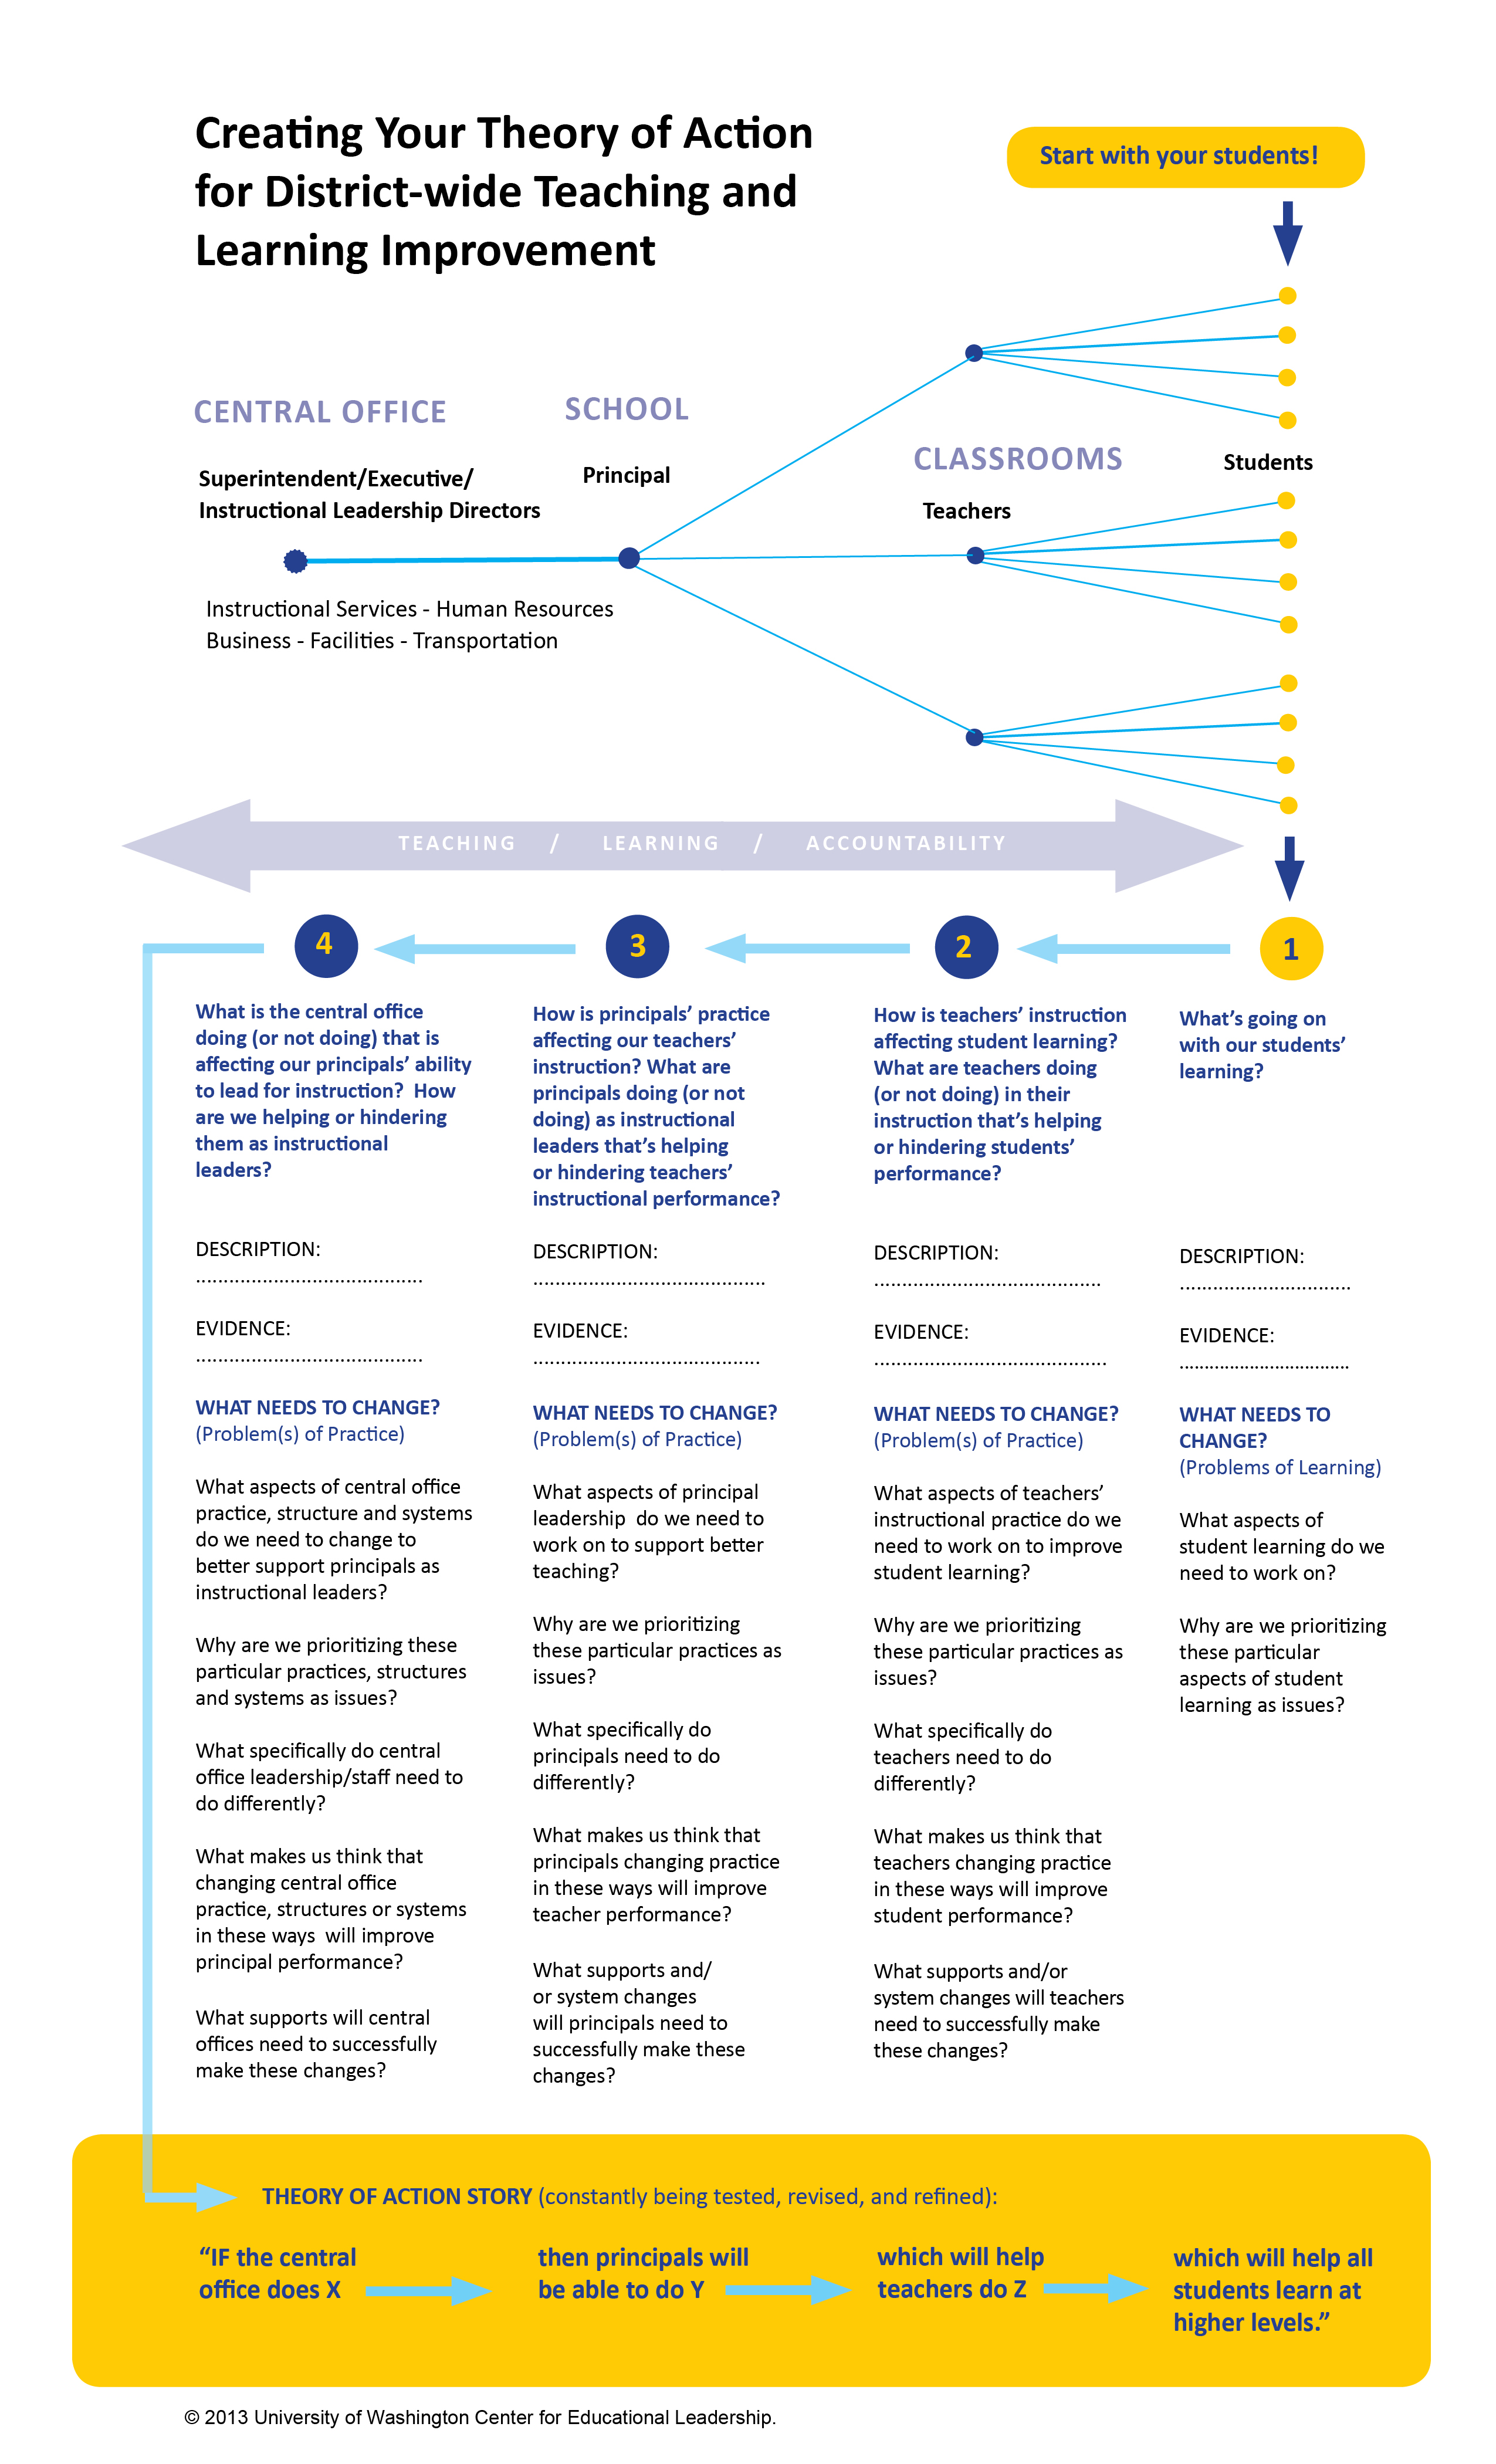 Creating Your Theory of Action
for District-wide Teaching and
Learning Improvement
Start with your students!
CENTRAL OFFICE
Superintendent/Executive/
Instructional Leadership Directors
Instructional Services - Human Resources
Business - Facilities - Transportation
SCHOOL
Principal
CLASSROOMS
Teachers
Students
TEACHING / LEARNING / ACCOUNTABILITY
4
3
2
1
What is the central office
doing (or not doing) that is
affecting our principals’ ability
to lead for instruction?  How
are we helping or hindering
them as instructional
leaders?
DESCRIPTION:
.........................................
EVIDENCE:
.........................................
WHAT NEEDS TO CHANGE?
(Problem(s) of Practice)
What aspects of central office
practice, structure and systems
do we need to change to
better support principals as
instructional leaders?
Why are we prioritizing these
particular practices, structures
and systems as issues?
What specifically do central
office leadership/staff need to
do differently?
What makes us think that
changing central office
practice, structures or systems
in these ways  will improve
principal performance?
What supports will central
offices need to successfully
make these changes?
How is principals’ practice
affecting our teachers’
instruction? What are
principals doing (or not
doing) as instructional
leaders that’s helping
or hindering teachers’
instructional performance?
DESCRIPTION:
..........................................
EVIDENCE:
.........................................
WHAT NEEDS TO CHANGE?
(Problem(s) of Practice)
What aspects of principal
leadership  do we need to
work on to support better
teaching?
Why are we prioritizing
these particular practices as
issues?
What specifically do
principals need to do
differently?
What makes us think that
principals changing practice
in these ways will improve
teacher performance?
What supports and/
or system changes
will principals need to
successfully make these
changes?
How is teachers’ instruction
affecting student learning?
What are teachers doing
(or not doing) in their
instruction that’s helping
or hindering students’
performance?
DESCRIPTION:
.........................................
EVIDENCE:
..........................................
WHAT NEEDS TO CHANGE?
(Problem(s) of Practice)
What aspects of teachers’
instructional practice do we
need to work on to improve
student learning?
Why are we prioritizing
these particular practices as
issues?
What specifically do
teachers need to do
differently?
What makes us think that
teachers changing practice
in these ways will improve
student performance?
What supports and/or
system changes will teachers
need to successfully make
these changes?
What’s going on
with our students’
learning?
DESCRIPTION:
...............................
EVIDENCE:
...............................
WHAT NEEDS TO
CHANGE?
(Problems of Learning)
What aspects of
student learning do we
need to work on?
Why are we prioritizing
these particular
aspects of student
learning as issues?
THEORY OF ACTION STORY (constantly being tested, revised, and refined):
“IF the central
office does X
then principals will
be able to do Y
which will help
teachers do Z
which will help all
students learn at
higher levels.”
© 2013 University of Washington Center for Educational Leadership.